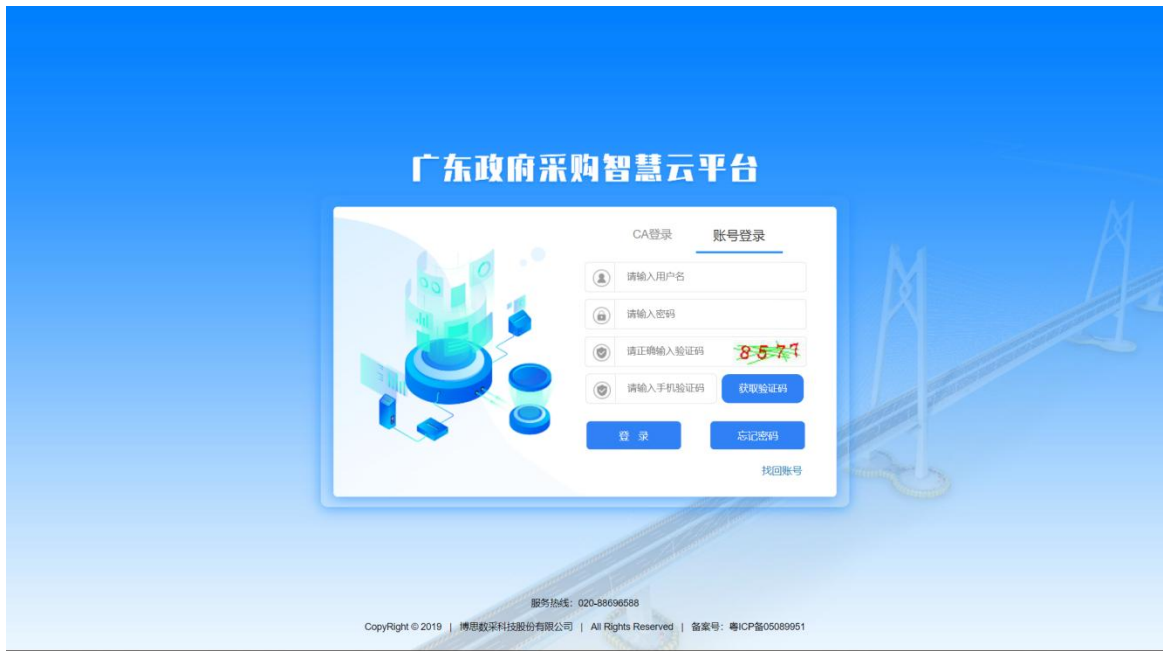 广东政府采购智慧云平台
CA登录 账号登录
请输入用户名
请输入密码
请正确输入验证码 8577
请输入手机验证码 获取验证码
登 录 忘记密码
找回账号
服务热线：020-88696588
CopyRight © 2019 | 博思数采科技股份有限公司 | All Rights Reserved | 备案号：粤ICP备05089951